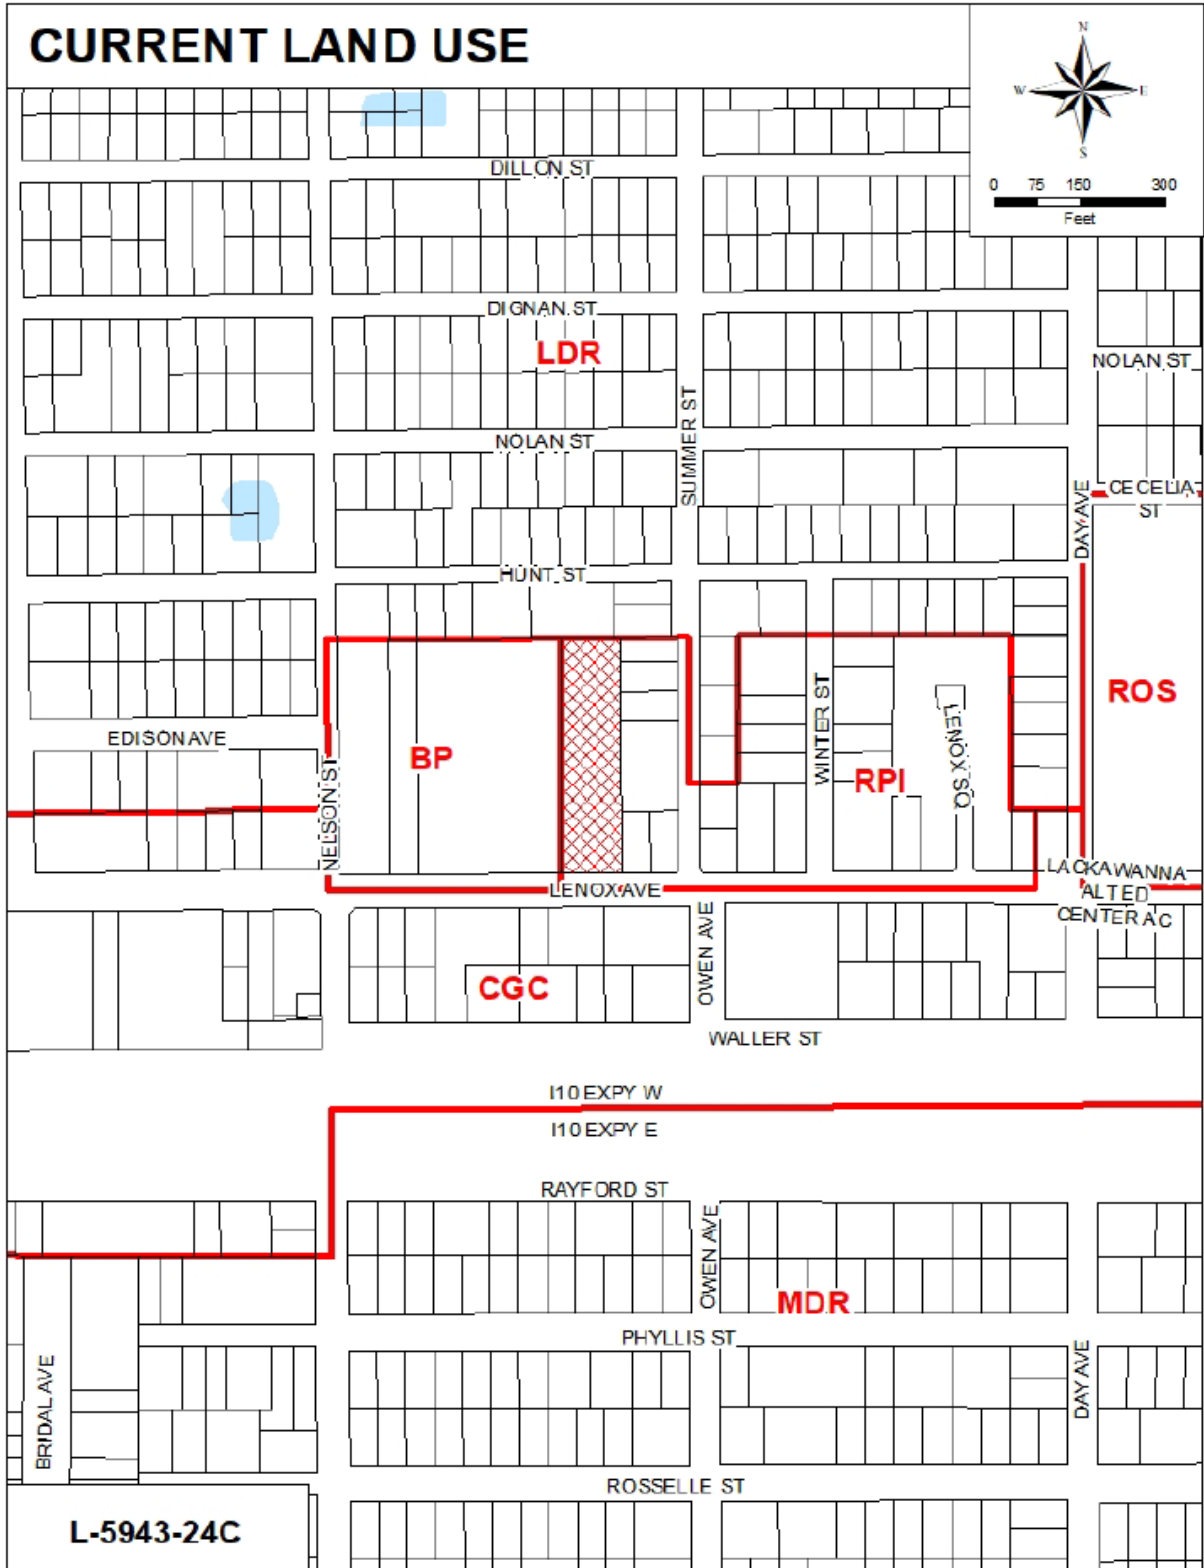 CURRENT LAND USE
N
W
E
S
0 75 150 300
Feet
DILLON ST
DIGNAN ST
LDR
NOLAN ST
SUMMER ST
NOLAN ST
CECELIA
ST
DAY AVE
HUNT ST
ROS
EDISON AVE
NELSON ST
BP
WINTER ST
RPI
LENOX SQ
LENOX AVE
LACKAWANNA
ALT ED
CENTER AC
OWEN AVE
CGC
WALLER ST
I10 EXPY W
I10 EXPY E
RAYFORD ST
OWEN AVE
MDR
PHYLLIS ST
BRIDAL AVE
DAY AVE
ROSSELLE ST
L-5943-24C